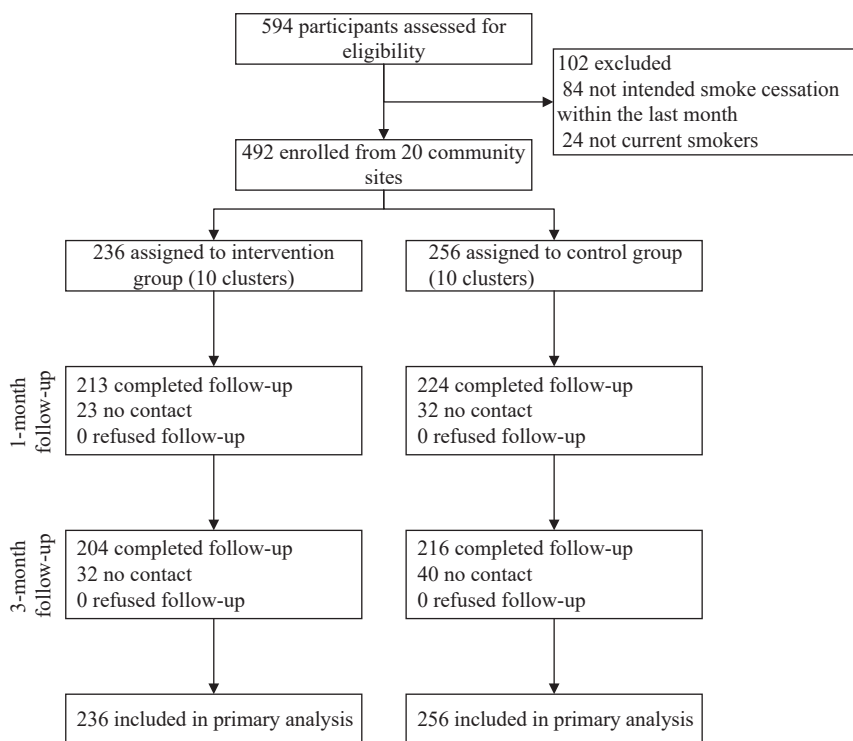 594 participants assessed for
eligibility
102 excluded
84 not intended smoke cessation
within the last month
24 not current smokers
492 enrolled from 20 community
sites
236 assigned to intervention
group (10 clusters)
256 assigned to control group
(10 clusters)
1-month
follow-up
213 completed follow-up
23 no contact
0 refused follow-up
224 completed follow-up
32 no contact
0 refused follow-up
3-month
follow-up
204 completed follow-up
32 no contact
0 refused follow-up
216 completed follow-up
40 no contact
0 refused follow-up
236 included in primary analysis
256 included in primary analysis